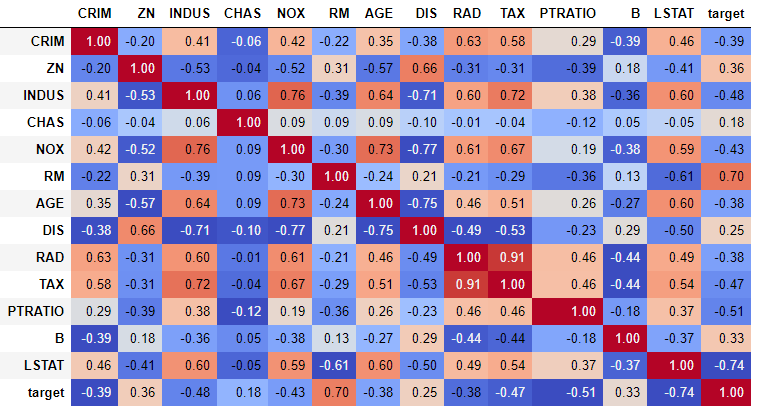 CRIM ZN INDUS CHAS NOX RM AGE DIS RAD TAX PTRATIO B LSTAT target
CRIM 1.00 -0.20 0.41 -0.06 0.42 -0.22 0.35 -0.38 0.63 0.58 0.29 -0.39 0.46 -0.39
ZN -0.20 1.00 -0.53 -0.04 -0.52 0.31 -0.57 0.66 -0.31 -0.31 -0.39 0.18 -0.41 0.36
INDUS 0.41 -0.53 1.00 0.06 0.76 -0.39 0.64 -0.71 0.60 0.72 0.38 -0.36 0.60 -0.48
CHAS -0.06 -0.04 0.06 1.00 0.09 0.09 0.09 -0.10 -0.01 -0.04 -0.12 0.05 -0.05 0.18
NOX 0.42 -0.52 0.76 0.09 1.00 -0.30 0.73 -0.77 0.61 0.67 0.19 -0.38 0.59 -0.43
RM -0.22 0.31 -0.39 0.09 -0.30 1.00 -0.24 0.21 -0.21 -0.29 -0.36 0.13 -0.61 0.70
AGE 0.35 -0.57 0.64 0.09 0.73 -0.24 1.00 -0.75 0.46 0.51 0.26 -0.27 0.60 -0.38
DIS -0.38 0.66 -0.71 -0.10 -0.77 0.21 -0.75 1.00 -0.49 -0.53 -0.23 0.29 -0.50 0.25
RAD 0.63 -0.31 0.60 -0.01 0.61 -0.21 0.46 -0.49 1.00 0.91 0.46 -0.44 0.49 -0.38
TAX 0.58 -0.31 0.72 -0.04 0.67 -0.29 0.51 -0.53 0.91 1.00 0.46 -0.44 0.54 -0.47
PTRATIO 0.29 -0.39 0.38 -0.12 0.19 -0.36 0.26 -0.23 0.46 0.46 1.00 -0.18 0.37 -0.51
B -0.39 0.18 -0.36 0.05 -0.38 0.13 -0.27 0.29 -0.44 -0.44 -0.18 1.00 -0.37 0.33
LSTAT 0.46 -0.41 0.60 -0.05 0.59 -0.61 0.60 -0.50 0.49 0.54 0.37 -0.37 1.00 -0.74
target -0.39 0.36 -0.48 0.18 -0.43 0.70 -0.38 0.25 -0.38 -0.47 -0.51 0.33 -0.74 1.00